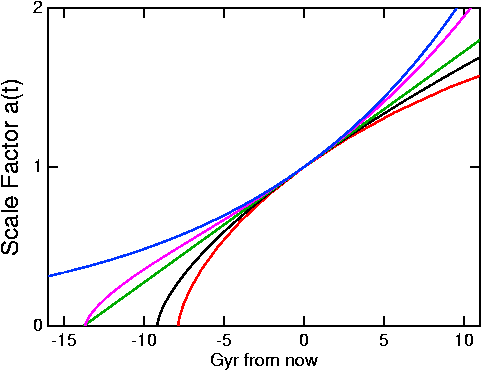 Scale Factor a(t)
2
1
0
-15 -10 -5 0 5 10
Gyr from now